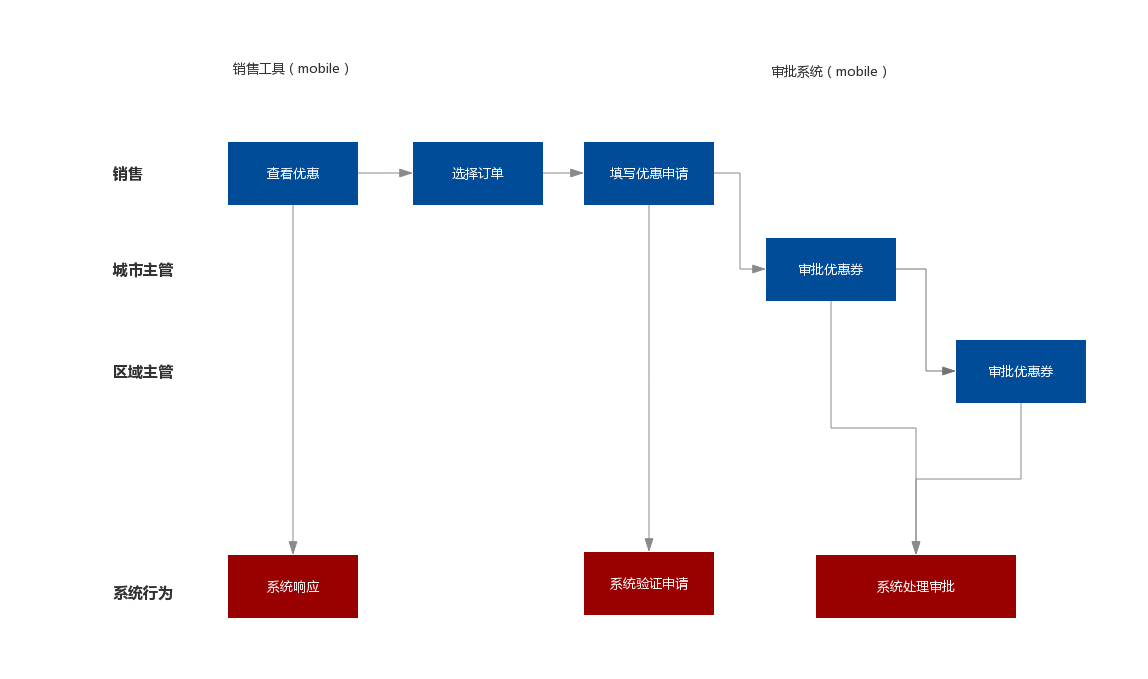 销售工具（mobile）
审批系统（mobile）
销售
查看优惠
选择订单
填写优惠申请
城市主管
审批优惠券
区域主管
审批优惠券
系统行为
系统响应
系统验证申请
系统处理审批